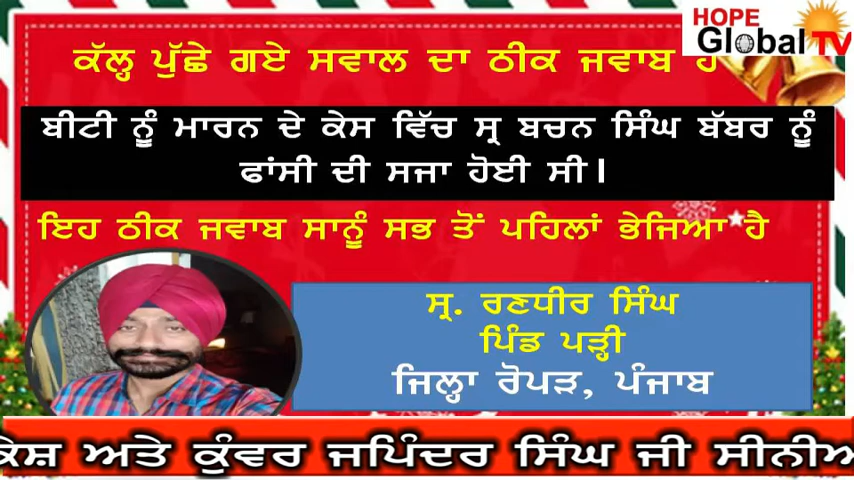 HOPE
Global TV
ਕੱਲ੍ਹ ਪੁੱਛੇ ਗਏ ਸਵਾਲ ਦਾ ਠੀਕ ਜਵਾਬ
ਬੀਟੀ ਨੂੰ ਮਾਰਨ ਦੇ ਕੇਸ ਵਿੱਚ ਸ੍ਰ ਬਚਨ ਸਿੰਘ ਬੱਬਰ ਨੂੰ
ਫਾਂਸੀ ਦੀ ਸਜਾ ਹੋਈ ਸੀ।
ਇਹ ਠੀਕ ਜਵਾਬ ਸਾਨੂੰ ਸਭ ਤੋਂ ਪਹਿਲਾਂ ਭੇਜਿਆ ਹੈ
ਸ੍ਰ. ਰਣਧੀਰ ਸਿੰਘ
ਪਿੰਡ ਪੜ੍ਹੀ
ਜਿਲ੍ਹਾ ਰੋਪੜ, ਪੰਜਾਬ
ਅਤੇ ਕੁੰਵਰ ਜਪਿੰਦਰ ਸਿੰਘ ਜੀ